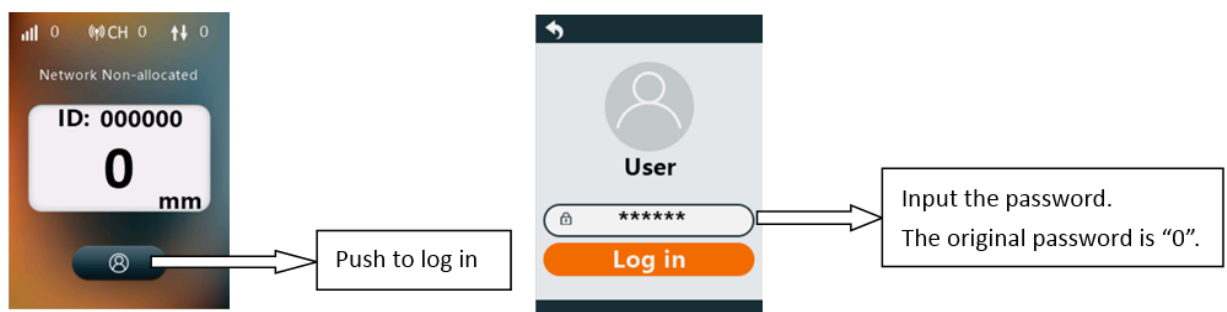 0 CH 0 0
Network Non-allocated
ID: 000000
0
mm
Push to log in
User
******
Log in
Input the password.
The original password is “0”.